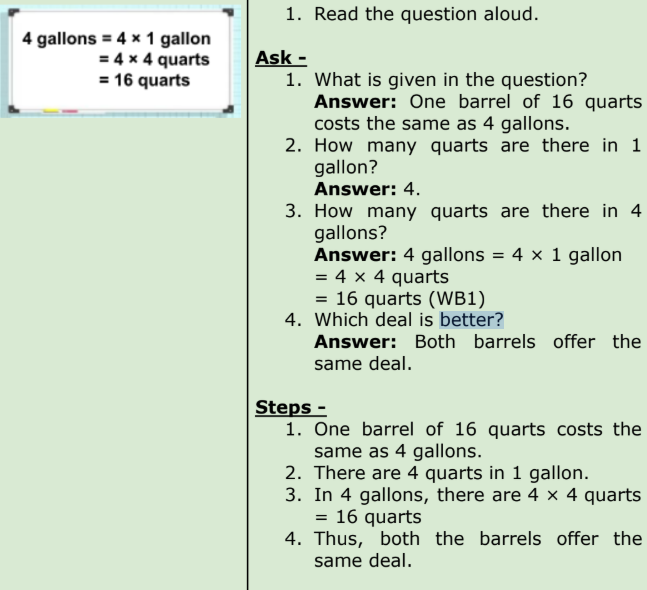 4 gallons = 4 × 1 gallon
= 4 × 4 quarts
= 16 quarts
1. Read the question aloud.
Ask -
1. What is given in the question?
Answer: One barrel of 16 quarts
costs the same as 4 gallons.
2. How many quarts are there in 1
gallon?
Answer: 4.
3. How many quarts are there in 4
gallons?
Answer: 4 gallons = 4 × 1 gallon
= 4 × 4 quarts
= 16 quarts (WB1)
4. Which deal is better?
Answer: Both barrels offer the
same deal.
Steps -
1. One barrel of 16 quarts costs the
same as 4 gallons.
2. There are 4 quarts in 1 gallon.
3. In 4 gallons, there are 4 × 4 quarts
= 16 quarts
4. Thus, both the barrels offer the
same deal.